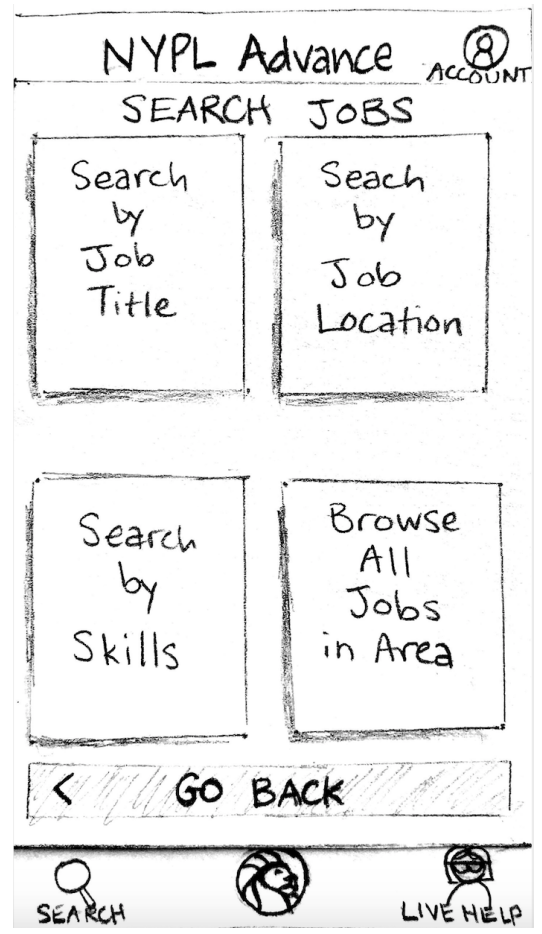 NYPL Advance
ACCOUNT
SEARCH JOBS
Search
by
Job
Title
Seach
by
Job
Location
Search
by
Skills
Browse
All
Jobs
in Area
< GO BACK
SEARCH
LIVE HELP